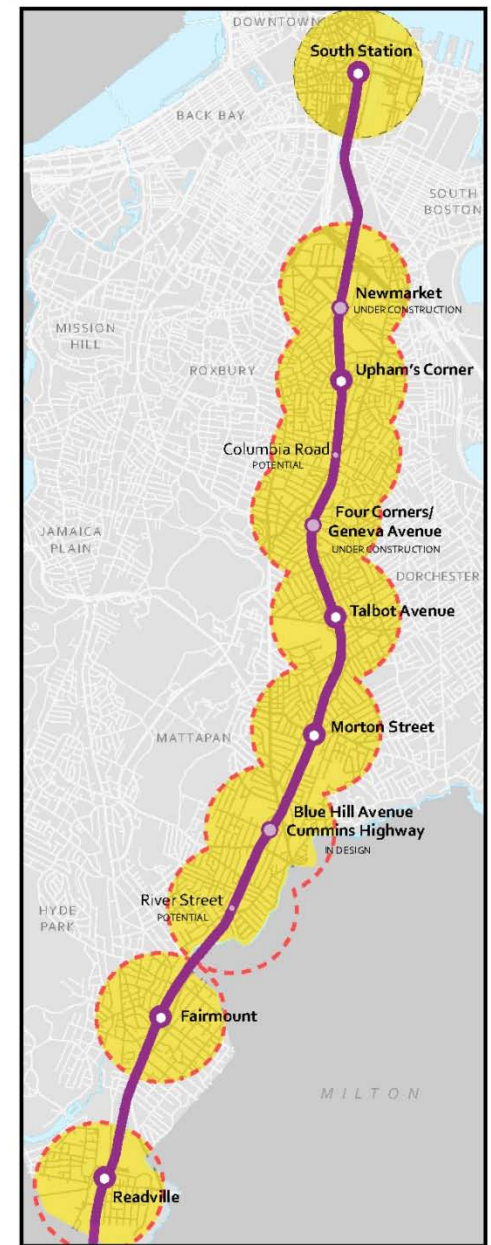 DOWNTOWN
South Station
BACK BAY
SOUTH
BOSTON
Newmarket
UNDER CONSTRUCTION
MISSION
HILL
ROXBURY
Upham's Corner
Columbia Road
POTENTIAL
Four Corners/
Geneva Avenue
UNDER CONSTRUCTION
JAMAICA
PLAIN
DORCHESTER
Talbot Avenue
Morton Street
MATTAPAN
Blue Hill Avenue
Cummins Highway
IN DESIGN
River Street
POTENTIAL
HYDE
PARK
Fairmount
MILTON
Readville